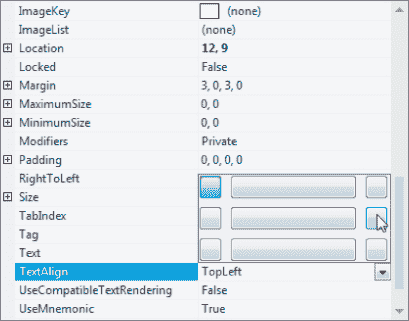 ImageKey (none)
ImageList (none)
Location 12, 9
Locked False
Margin 3, 0, 3, 0
MaximumSize 0, 0
MinimumSize 0, 0
Modifiers Private
Padding 0, 0, 0, 0
RightToLeft
Size
TabIndex
Tag
Text
TextAlign TopLeft
UseCompatibleTextRendering False
UseMnemonic True